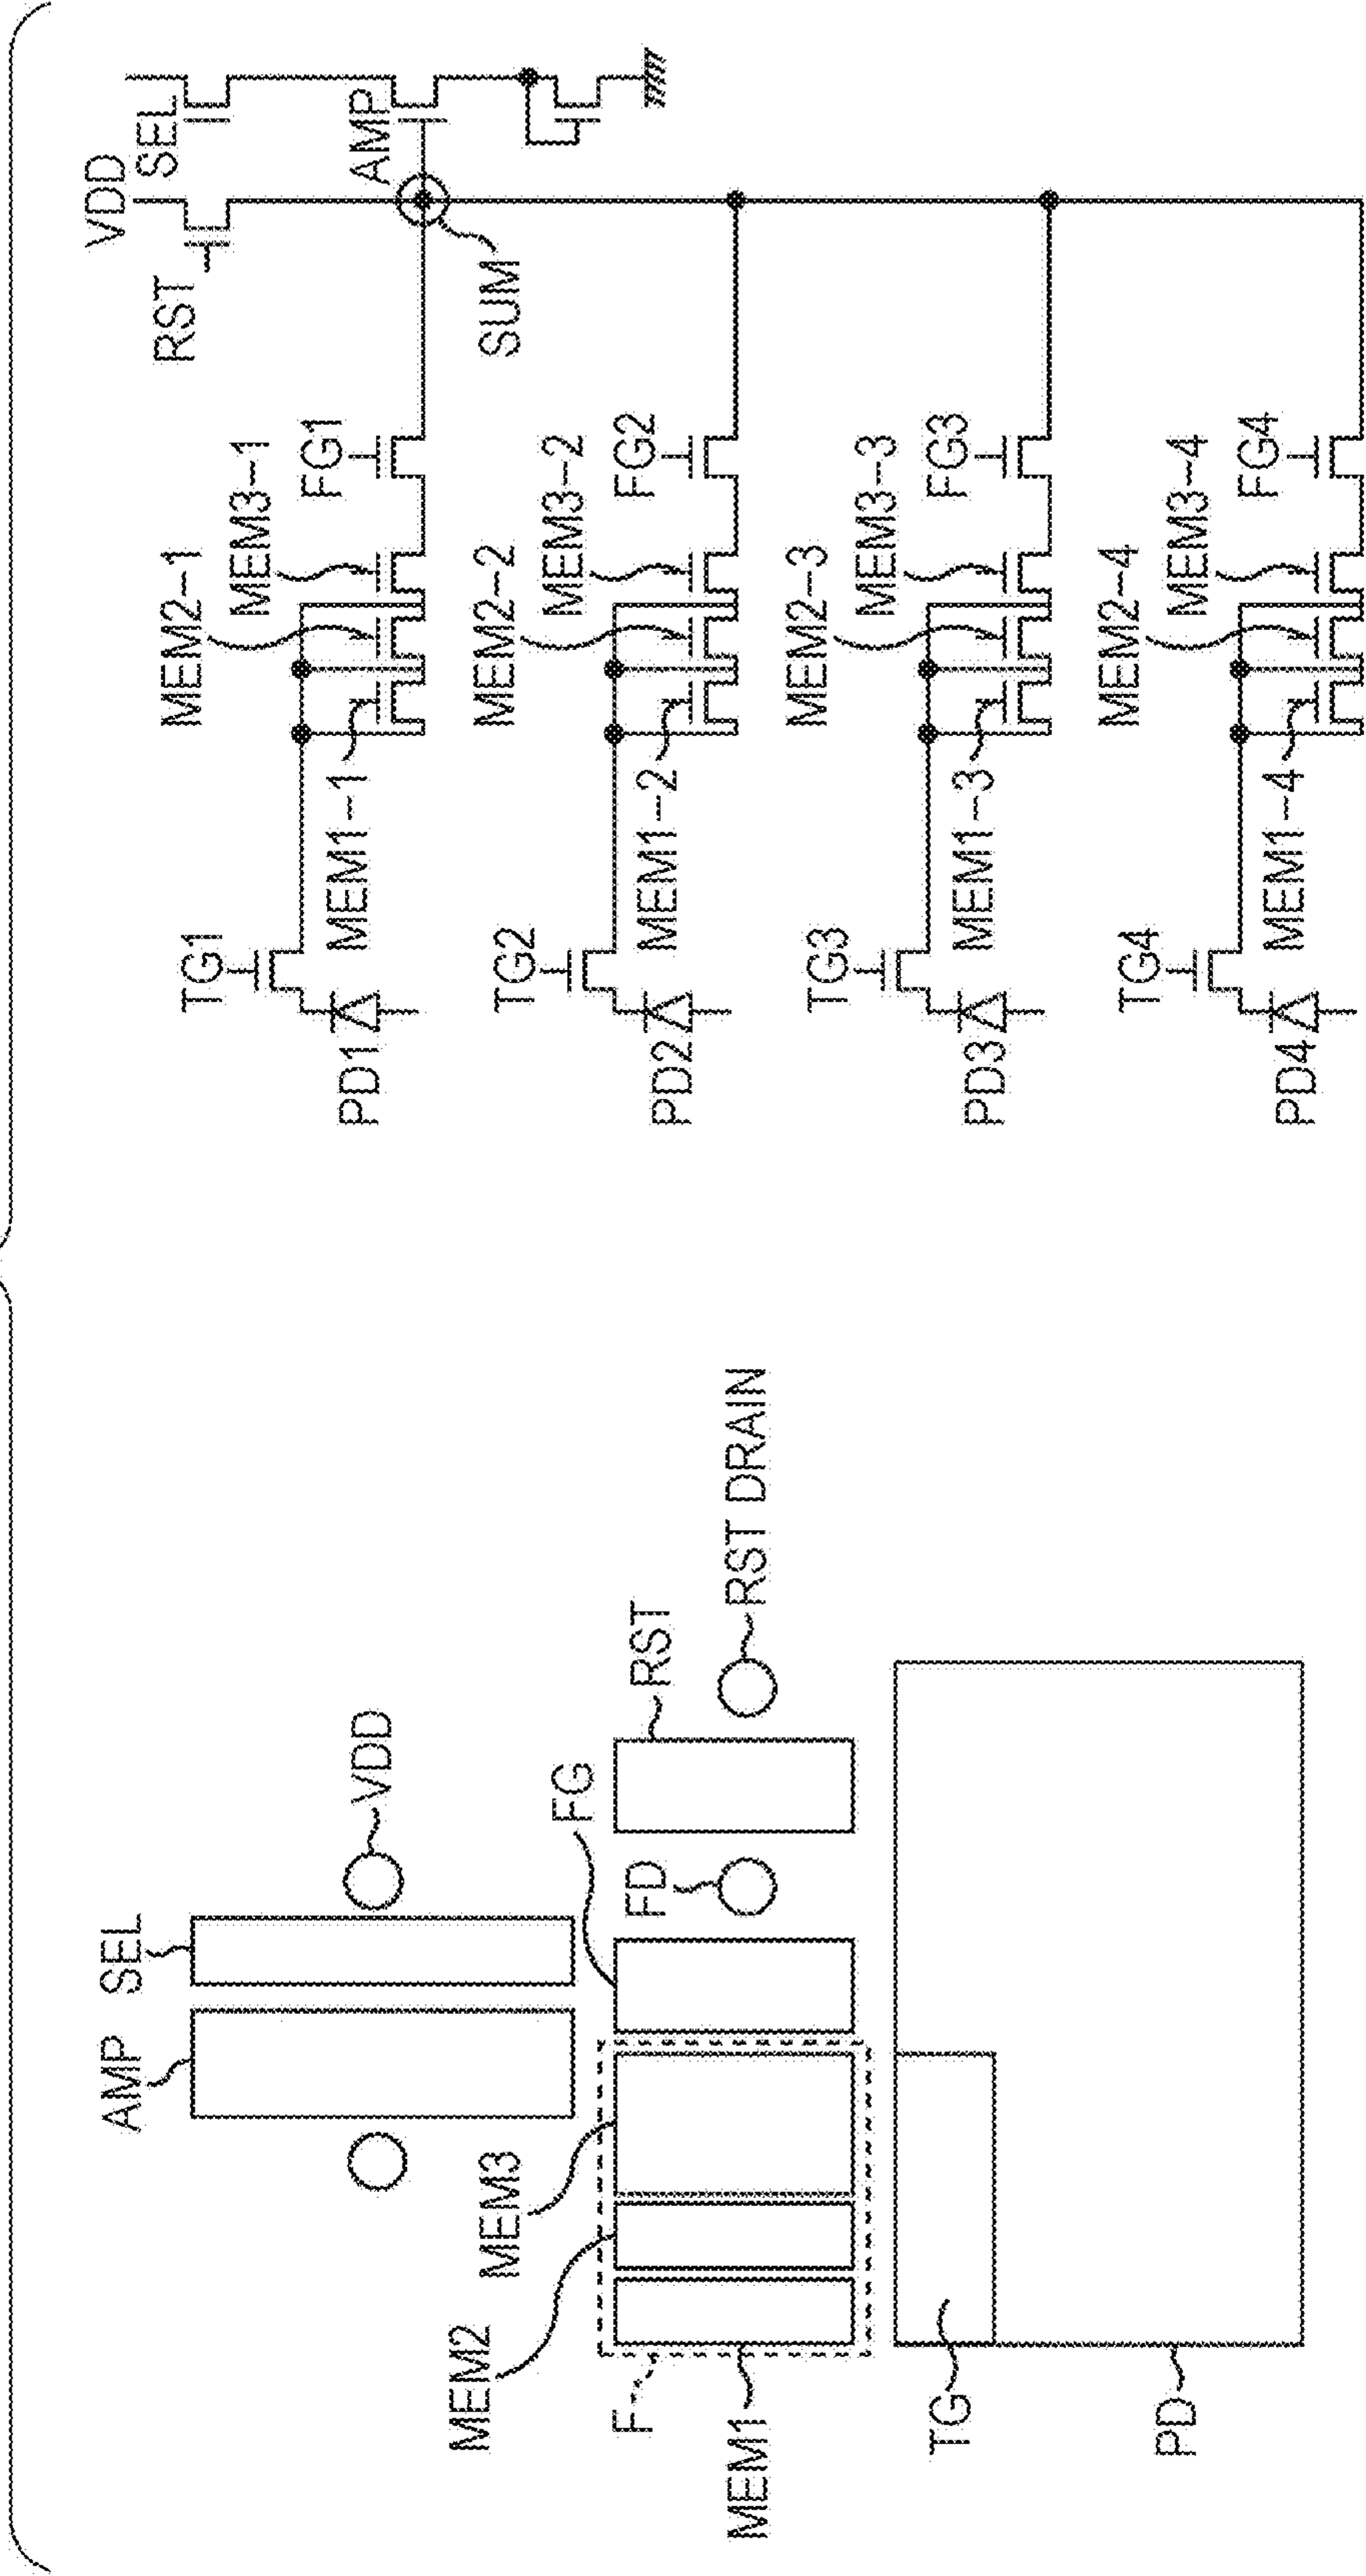 AMP
SEL
VDD
MEM3
MEM2
FG
FD
RST
RST DRAIN
F
MEM1
TG
PD
VDD
SEL
RST
AMP
SUM
TG1
MEM2-1
MEM3-1
FG1
MEM1-1
PD1
TG2
MEM2-2
MEM3-2
FG2
MEM1-2
PD2
TG3
MEM2-3
MEM3-3
FG3
MEM1-3
PD3
TG4
MEM2-4
MEM3-4
FG4
MEM1-4
PD4